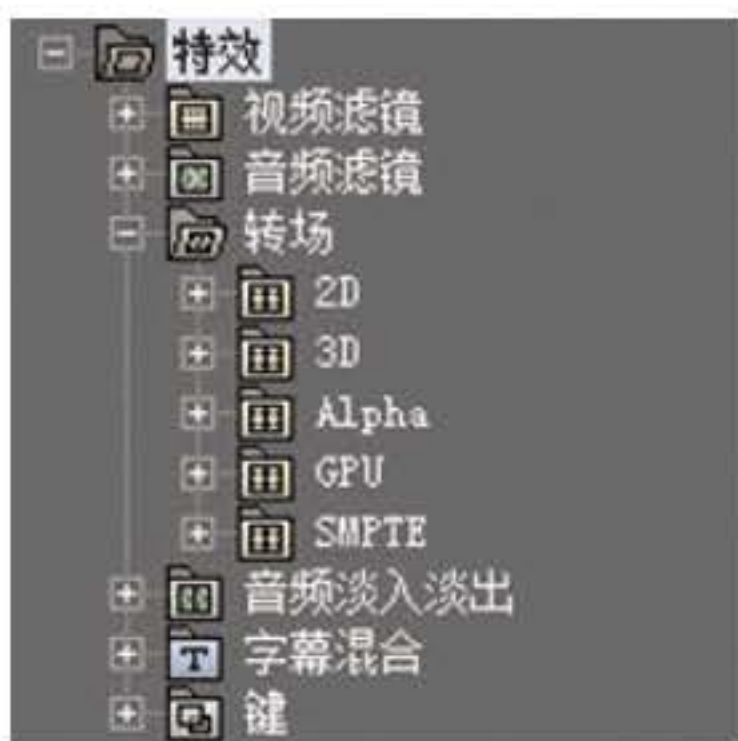 特效
视频滤镜
音频滤镜
转场
2D
3D
Alpha
GPU
SMPTE
音频淡入淡出
字幕混合
键